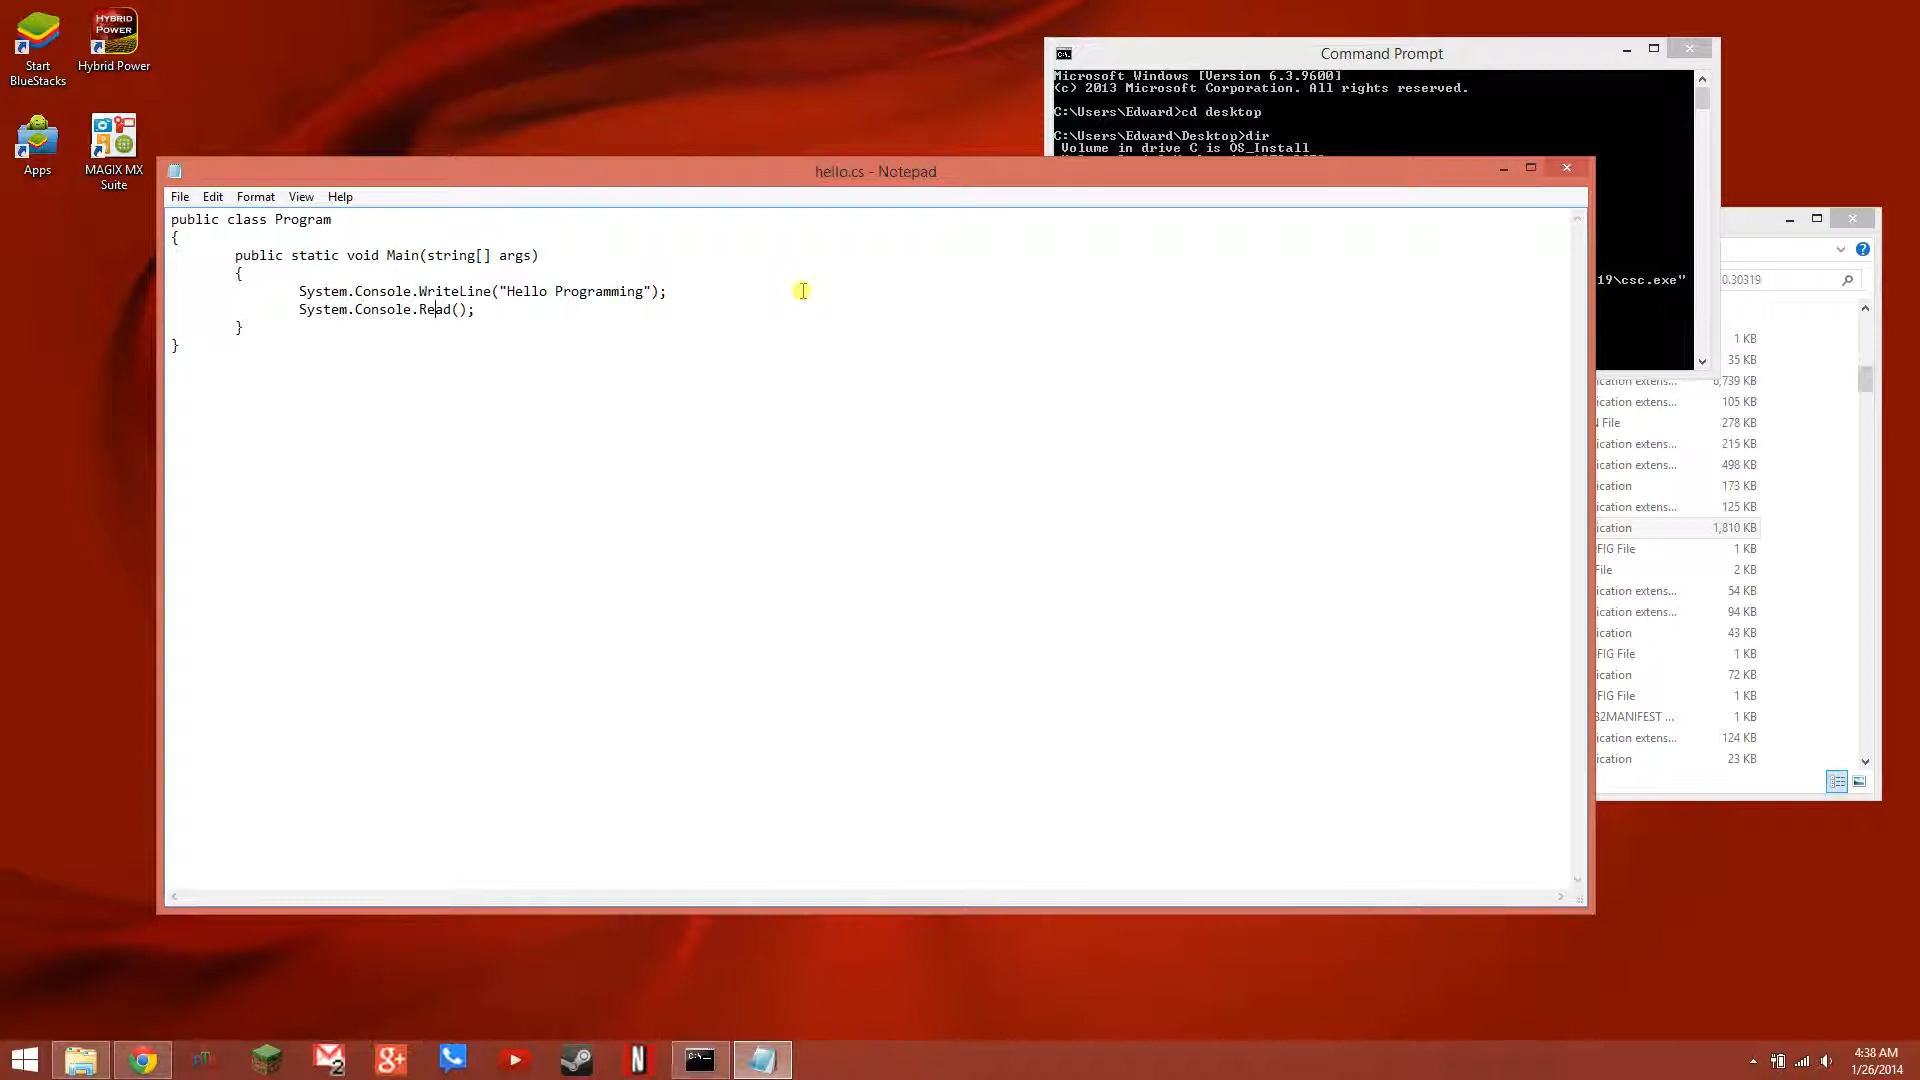 Start
BlueStacks
HYBRID
POWER
Hybrid Power
Apps
MAGIX MX
Suite
Command Prompt
Microsoft Windows [Version 6.3.9600]
(c) 2013 Microsoft Corporation. All rights reserved.
C:\Users\Edward>cd desktop
C:\Users\Edward\Desktop>dir
Volume in drive C is OS_Install
19\csc.exe"
hello.cs - Notepad
File Edit Format View Help
public class Program
{
public static void Main(string[] args)
{
System.Console.WriteLine("Hello Programming");
System.Console.Read();
}
}
0.30319
1 KB
35 KB
ication extens... 6,739 KB
ication extens... 105 KB
N File 278 KB
ication extens... 215 KB
ication extens... 498 KB
ication 173 KB
ication extens... 125 KB
ication 1,810 KB
FIG File 1 KB
File 2 KB
ication extens... 54 KB
ication extens... 94 KB
ication 43 KB
FIG File 1 KB
ication 72 KB
FIG File 1 KB
32MANIFEST ... 1 KB
ication extens... 124 KB
ication 23 KB
4:38 AM
1/26/2014